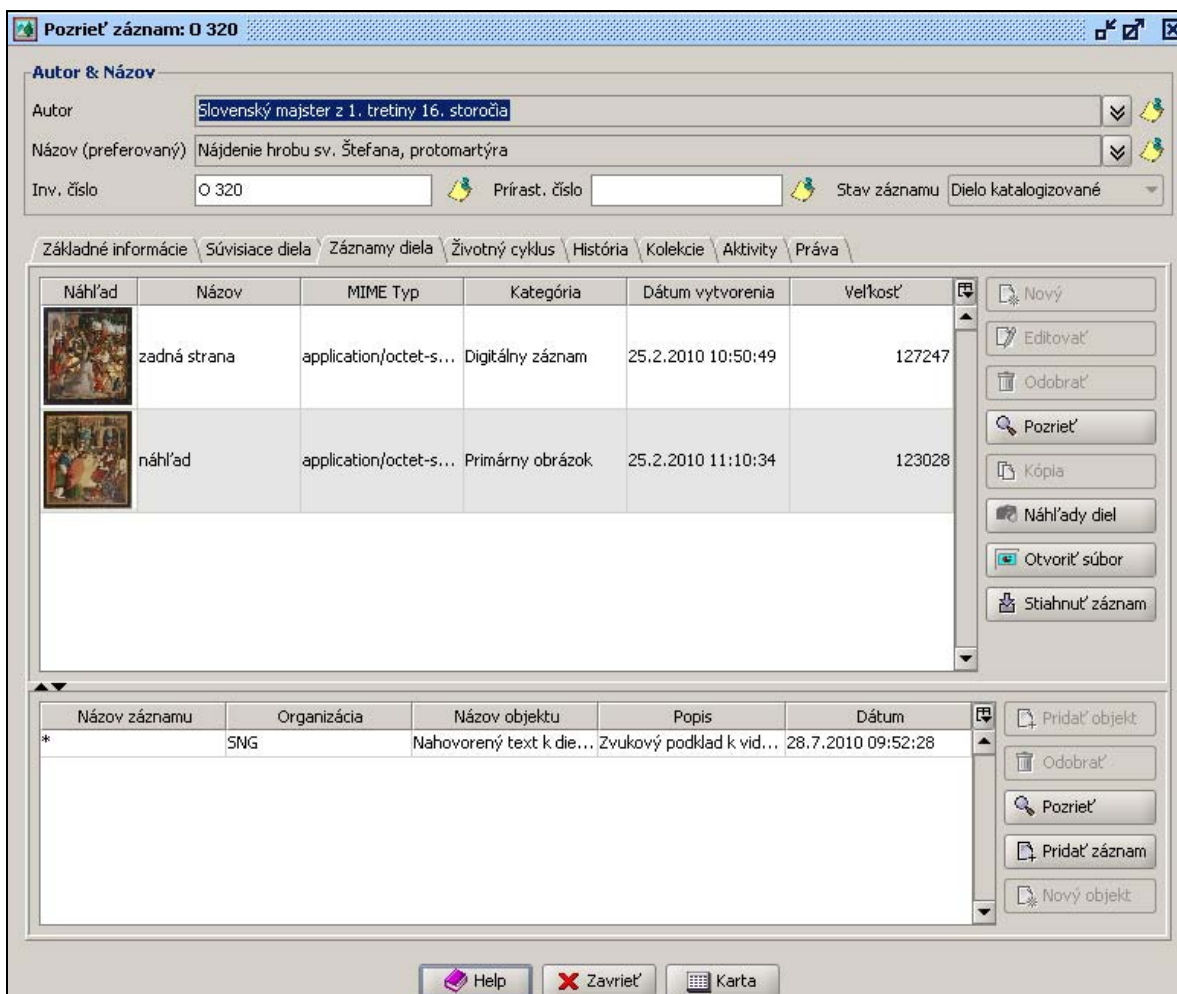 Pozrieť záznam: O 320
Autor & Názov
Autor
Slovenský majster z 1. tretiny 16. storočia
Názov (preferovaný)
Nájdenie hrobu sv. Štefana, protomartýra
Inv. číslo
O 320
Prírast. číslo
Stav záznamu
Dielo katalogizované
Základné informácie
Súvisiace diela
Záznamy diela
Životný cyklus
História
Kolekcie
Aktivity
Práva
Náhľad
Názov
MIME Typ
Kategória
Dátum vytvorenia
Veľkosť
zadná strana
application/octet-s...
Digitálny záznam
25.2.2010 10:50:49
127247
náhľad
application/octet-s...
Primárny obrázok
25.2.2010 11:10:34
123028
Nový
Editovať
Odobrať
Pozrieť
Kópia
Náhľady diel
Otvoriť súbor
Stiahnuť záznam
Názov záznamu
Organizácia
Názov objektu
Popis
Dátum
*
SNG
Nahovorený text k die...
Zvukový podklad k vid...
28.7.2010 09:52:28
Pridať objekt
Odobrať
Pozrieť
Pridať záznam
Nový objekt
Help
Zavrieť
Karta